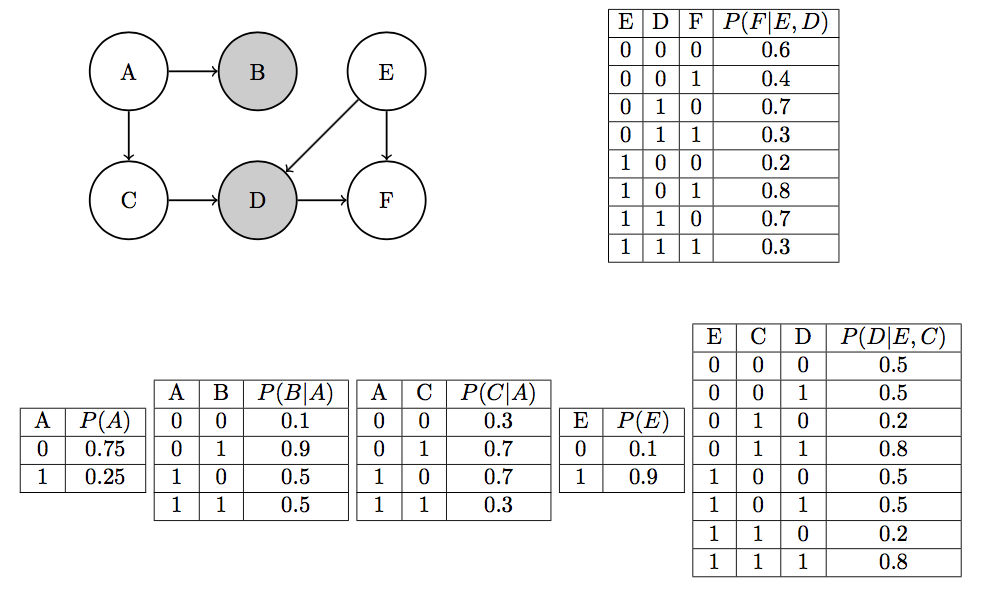 A B E
C D F
E D F P(F|E, D)
0 0 0 0.6
0 0 1 0.4
0 1 0 0.7
0 1 1 0.3
1 0 0 0.2
1 0 1 0.8
1 1 0 0.7
1 1 1 0.3
A P(A)
0 0.75
1 0.25
A B P(B|A)
0 0 0.1
0 1 0.9
1 0 0.5
1 1 0.5
A C P(C|A)
0 0 0.3
0 1 0.7
1 0 0.7
1 1 0.3
E P(E)
0 0.1
1 0.9
E C D P(D|E, C)
0 0 0 0.5
0 0 1 0.5
0 1 0 0.2
0 1 1 0.8
1 0 0 0.5
1 0 1 0.5
1 1 0 0.2
1 1 1 0.8